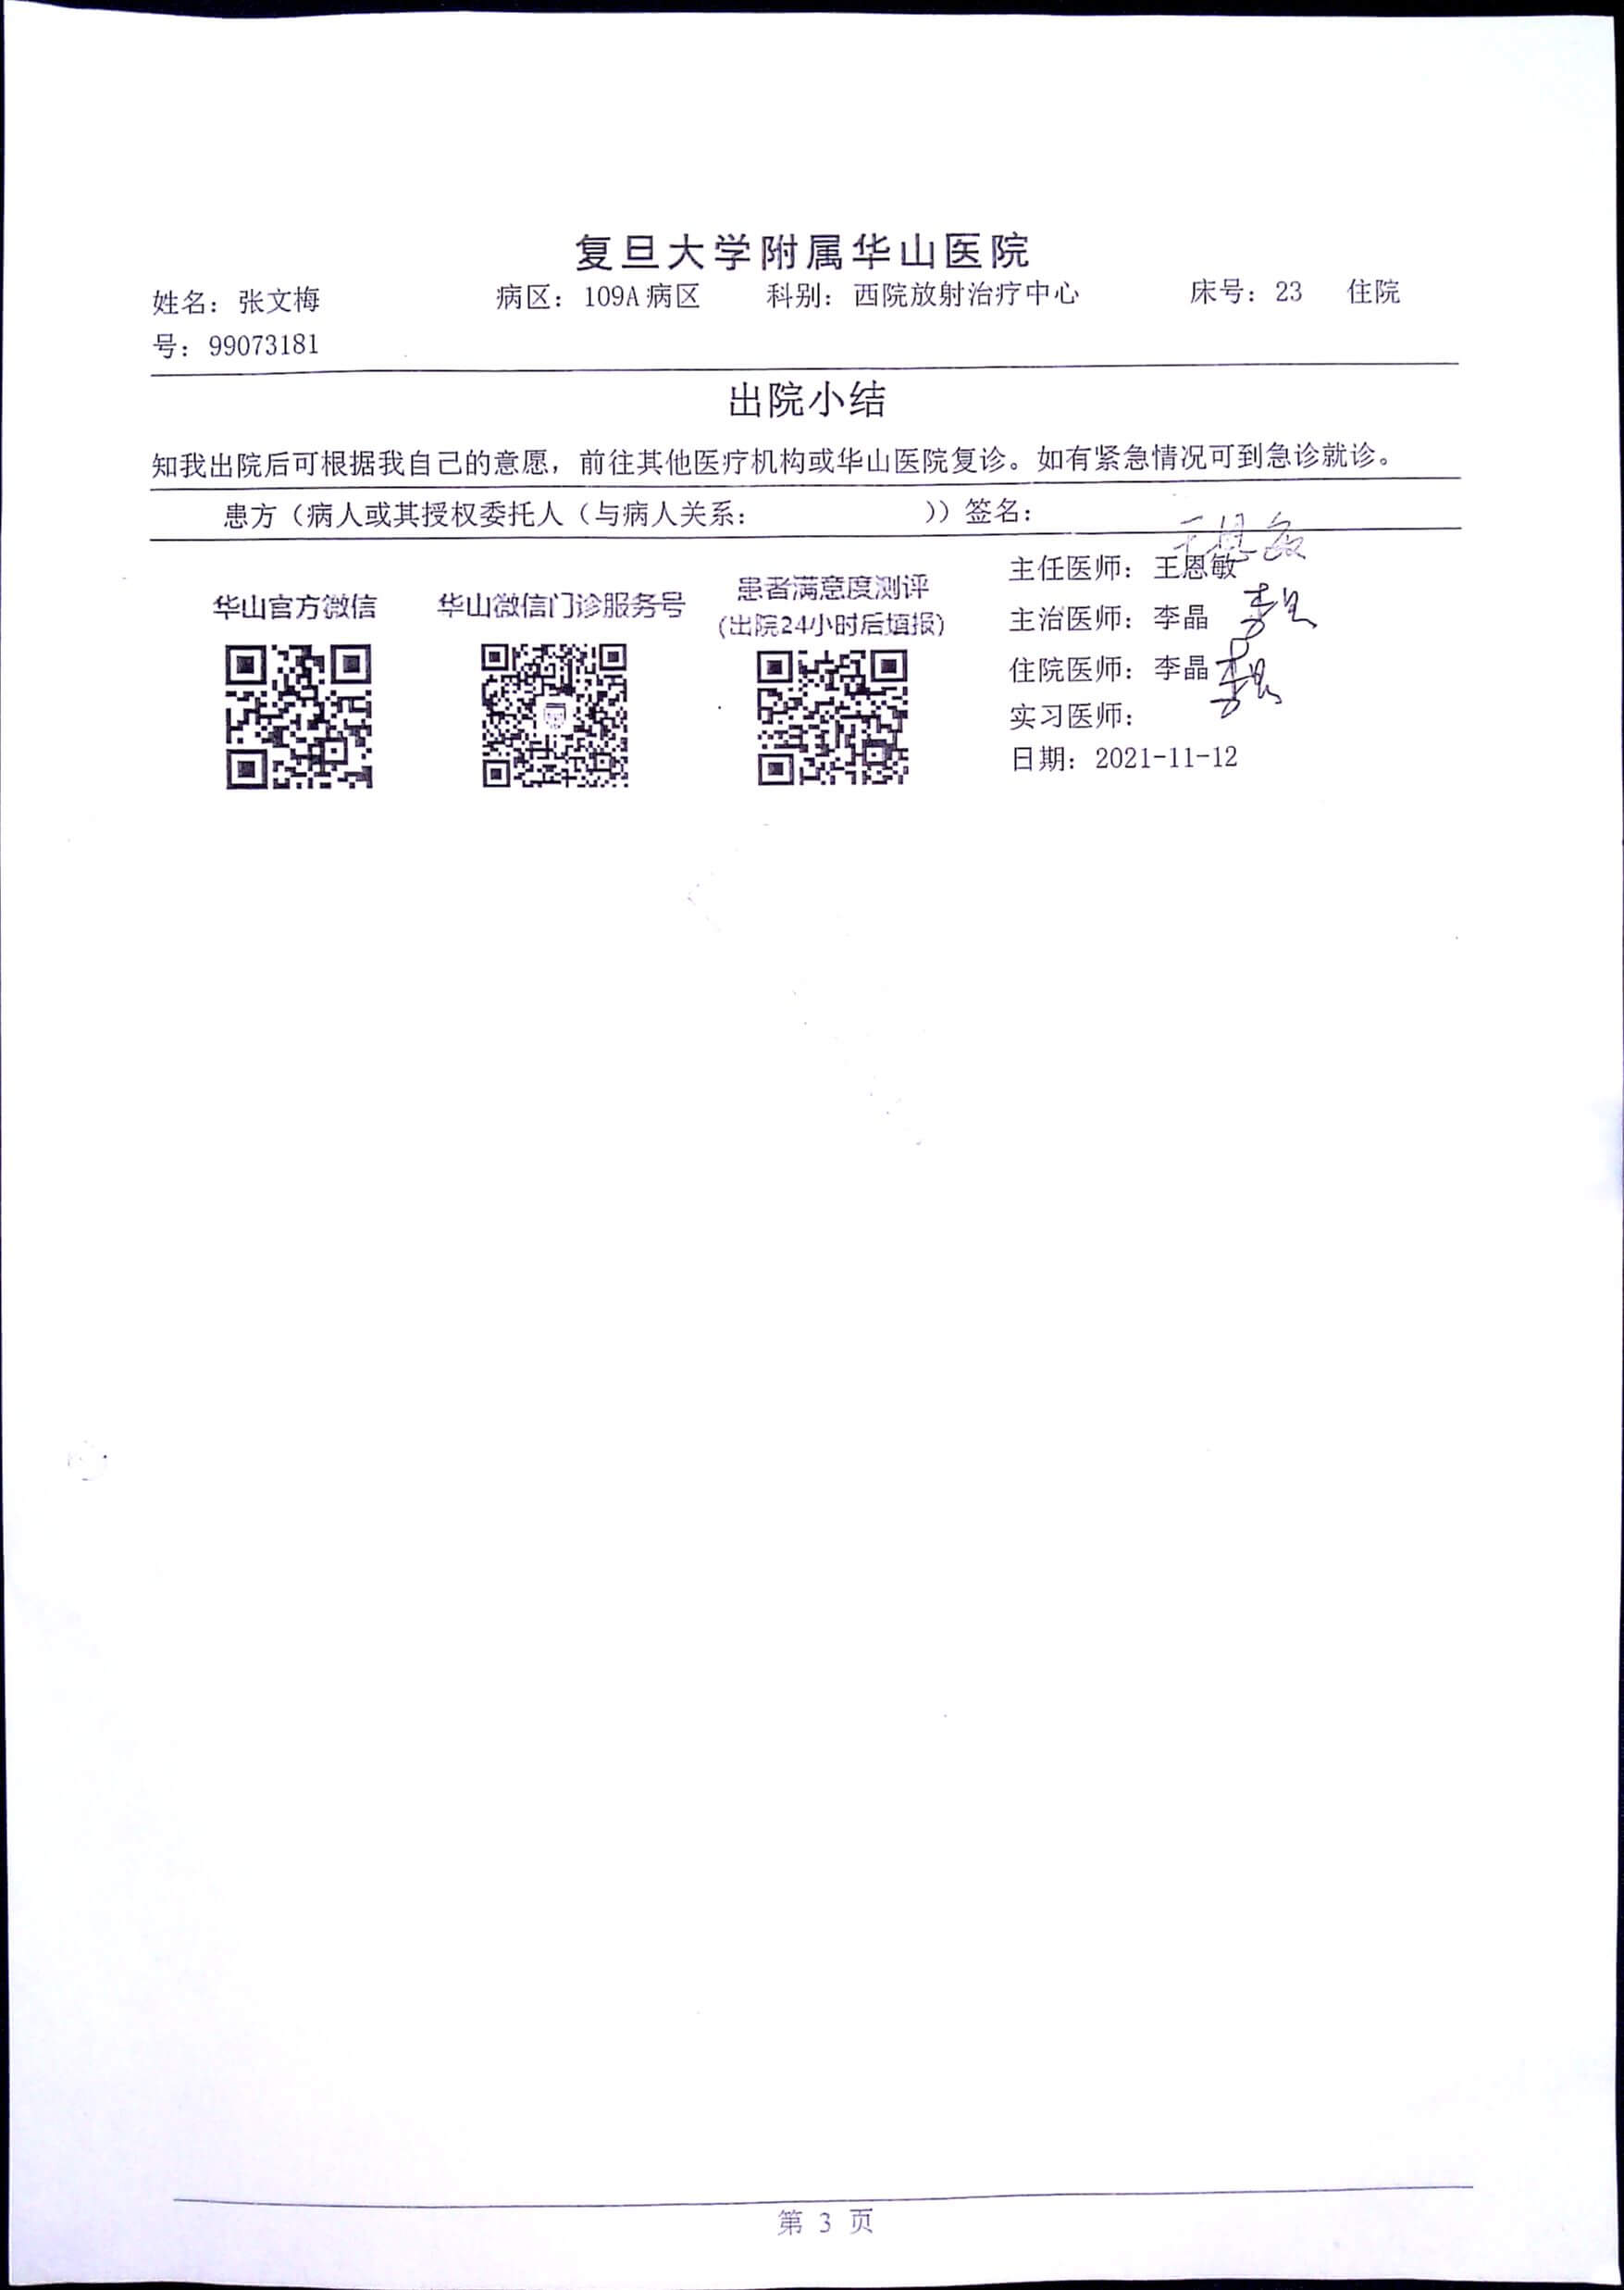 复旦大学附属华山医院
姓名：张文梅 病区：109A病区 科别：西院放射治疗中心 床号：23 住院
号：99073181
出院小结
知我出院后可根据我自己的意愿，前往其他医疗机构或华山医院复诊。如有紧急情况可到急诊就诊。
患方（病人或其授权委托人（与病人关系： ））签名：
王恩敏
主任医师：王恩敏
华山官方微信
华山微信门诊服务号
患者满意度测评
(出院24小时后填报)
主治医师：李晶 李晶
住院医师：李晶 李晶
实习医师：
日期：2021-11-12
第 3 页